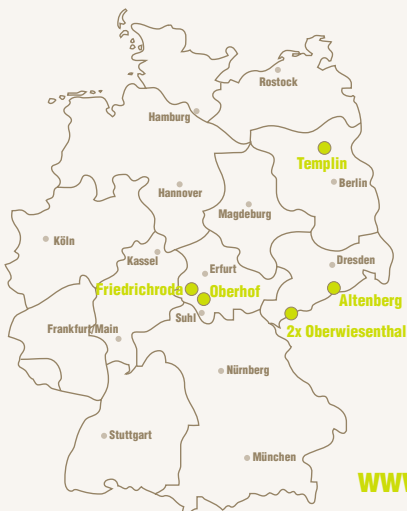 Rostock
Hamburg
Templin
Berlin
Hannover
Magdeburg
Köln
Kassel
Erfurt
Dresden
Friedrichroda
Oberhof
Altenberg
Suhl
2x Oberwiesenthal
Frankfurt/Main
Nürnberg
Stuttgart
München
www